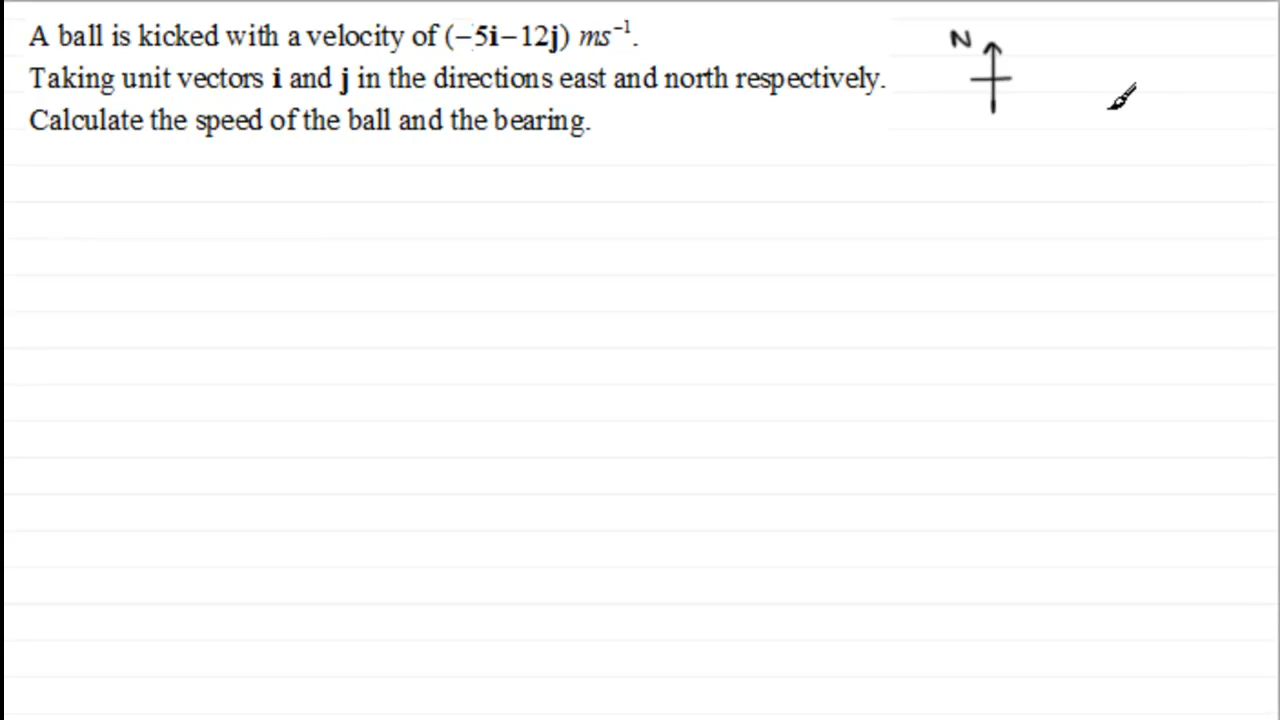 A ball is kicked with a velocity of (−5i−12j) ms⁻¹.
Taking unit vectors i and j in the directions east and north respectively.
Calculate the speed of the ball and the bearing.
N